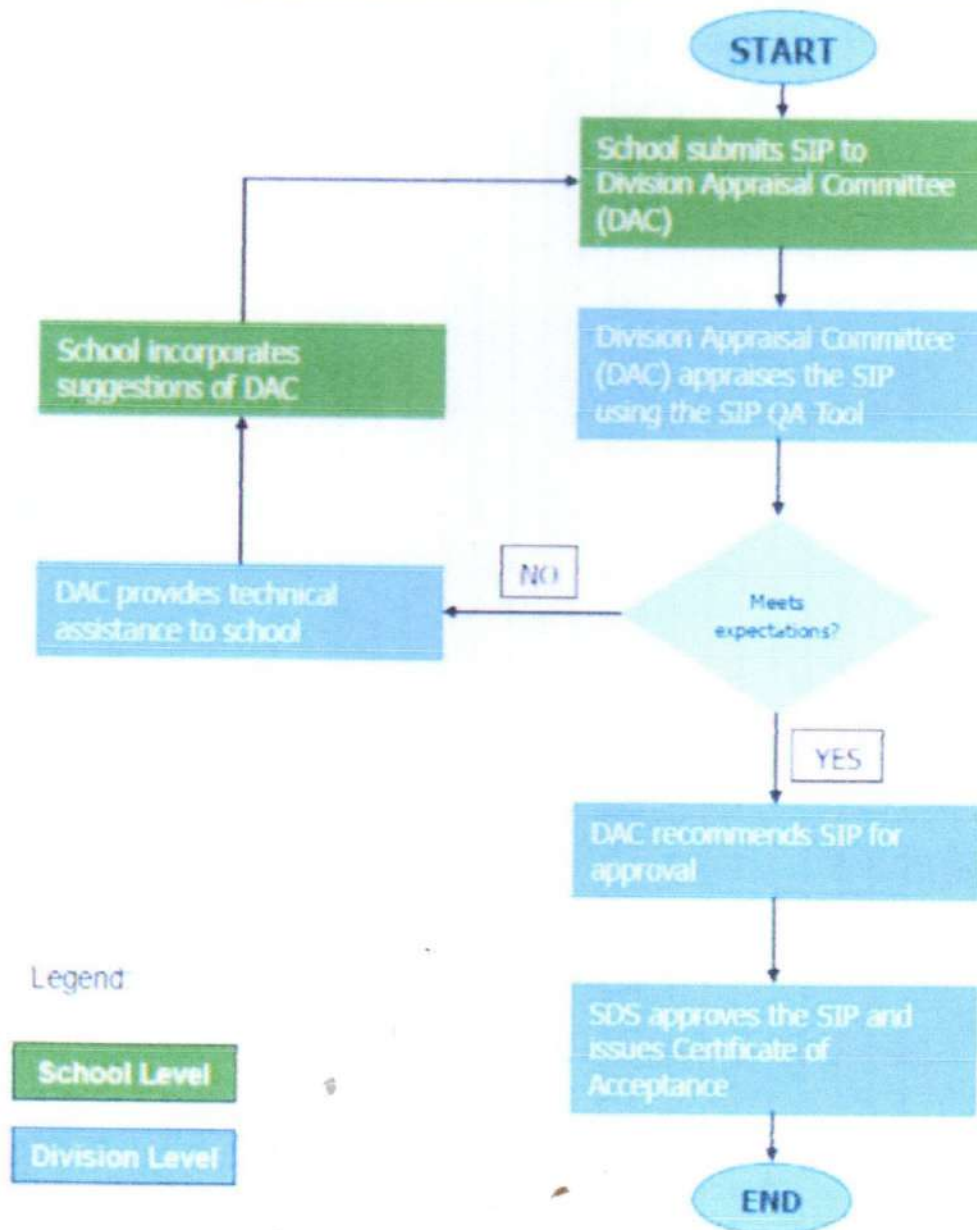 START
School submits SIP to
Division Appraisal Committee
(DAC)
Division Appraisal Committee
(DAC) appraises the SIP
using the SIP QA Tool
Meets
expectations?
NO
DAC provides technical
assistance to school
School incorporates
suggestions of DAC
YES
DAC recommends SIP for
approval
SDS approves the SIP and
issues Certificate of
Acceptance
END
Legend:
School Level
Division Level